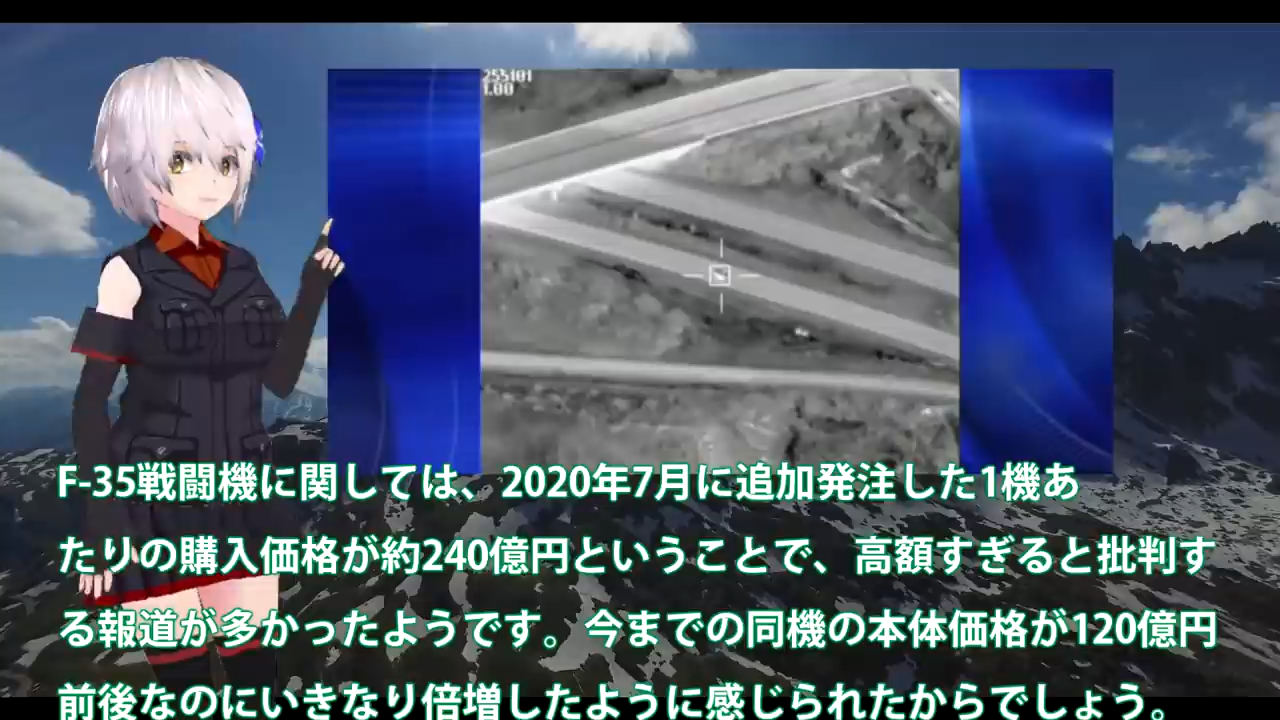 255101
1.00
F-35戦闘機に関しては、2020年7月に追加発注した1機あ
たりの購入価格が約240億円ということで、高額すぎると批判す
る報道が多かったようです。今までの同機の本体価格が120億円
前後なのにいきなり倍増したように感じられたからでしょう。